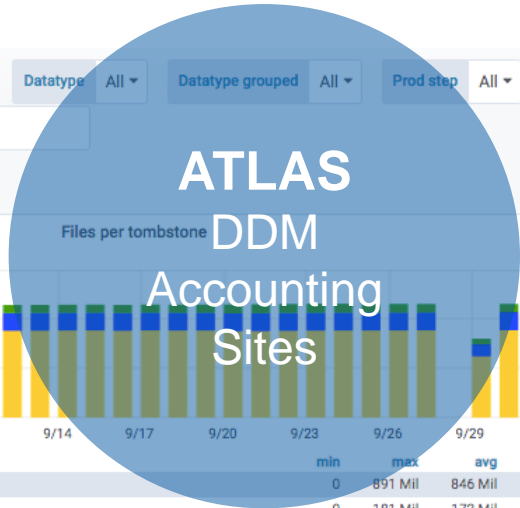 Datatype All Datatype grouped All Prod step All
ATLAS
Files per tombstone DDM
Accounting
Sites
9/14 9/17 9/20 9/23 9/26 9/29
min max avg
0 891 Mil 846 Mil